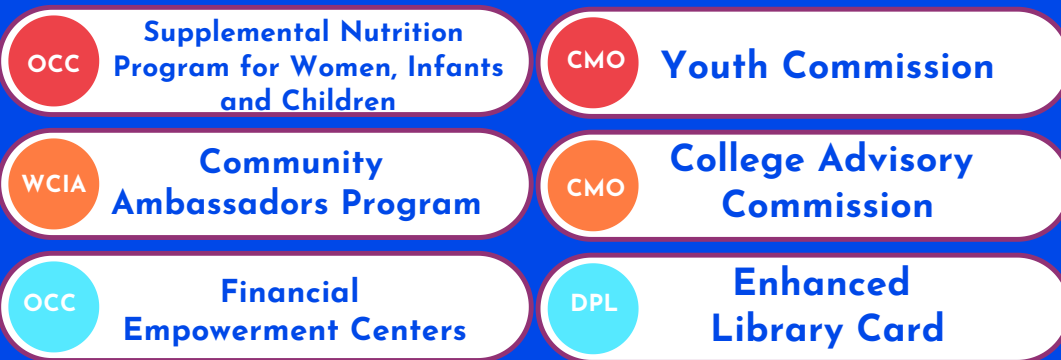 OCC
Supplemental Nutrition
Program for Women, Infants
and Children
CMO
Youth Commission
WCIA
Community
Ambassadors Program
CMO
College Advisory
Commission
OCC
Financial
Empowerment Centers
DPL
Enhanced
Library Card